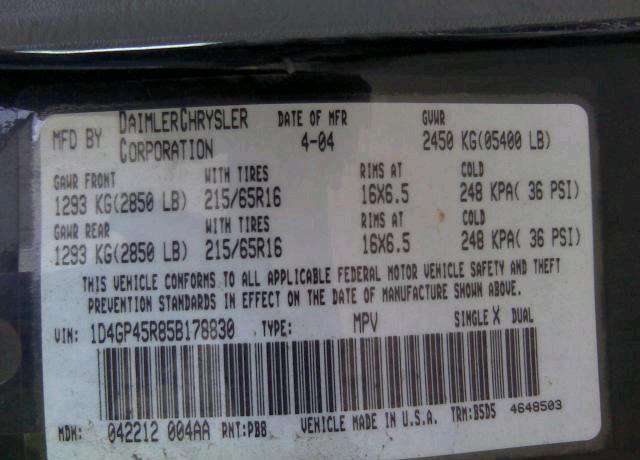 MFD BY DAIMLERCHRYSLER CORPORATION DATE OF MFR 4-04 GVWR 2450 KG(05400 LB)
GAWR FRONT WITH TIRES RIMS AT COLD
1293 KG(2850 LB) 215/65R16 16X6.5 248 KPA( 36 PSI)
GAWR REAR WITH TIRES RIMS AT COLD
1293 KG(2850 LB) 215/65R16 16X6.5 248 KPA( 36 PSI)
THIS VEHICLE CONFORMS TO ALL APPLICABLE FEDERAL MOTOR VEHICLE SAFETY AND THEFT
PREVENTION STANDARDS IN EFFECT ON THE DATE OF MANUFACTURE SHOWN ABOVE.
VIN: 1D4GP45R85B178830 TYPE: MPV SINGLE X DUAL
MDH: 042212 004AA PNT:PB8 VEHICLE MADE IN U.S.A. TRM:B5D5 4648503